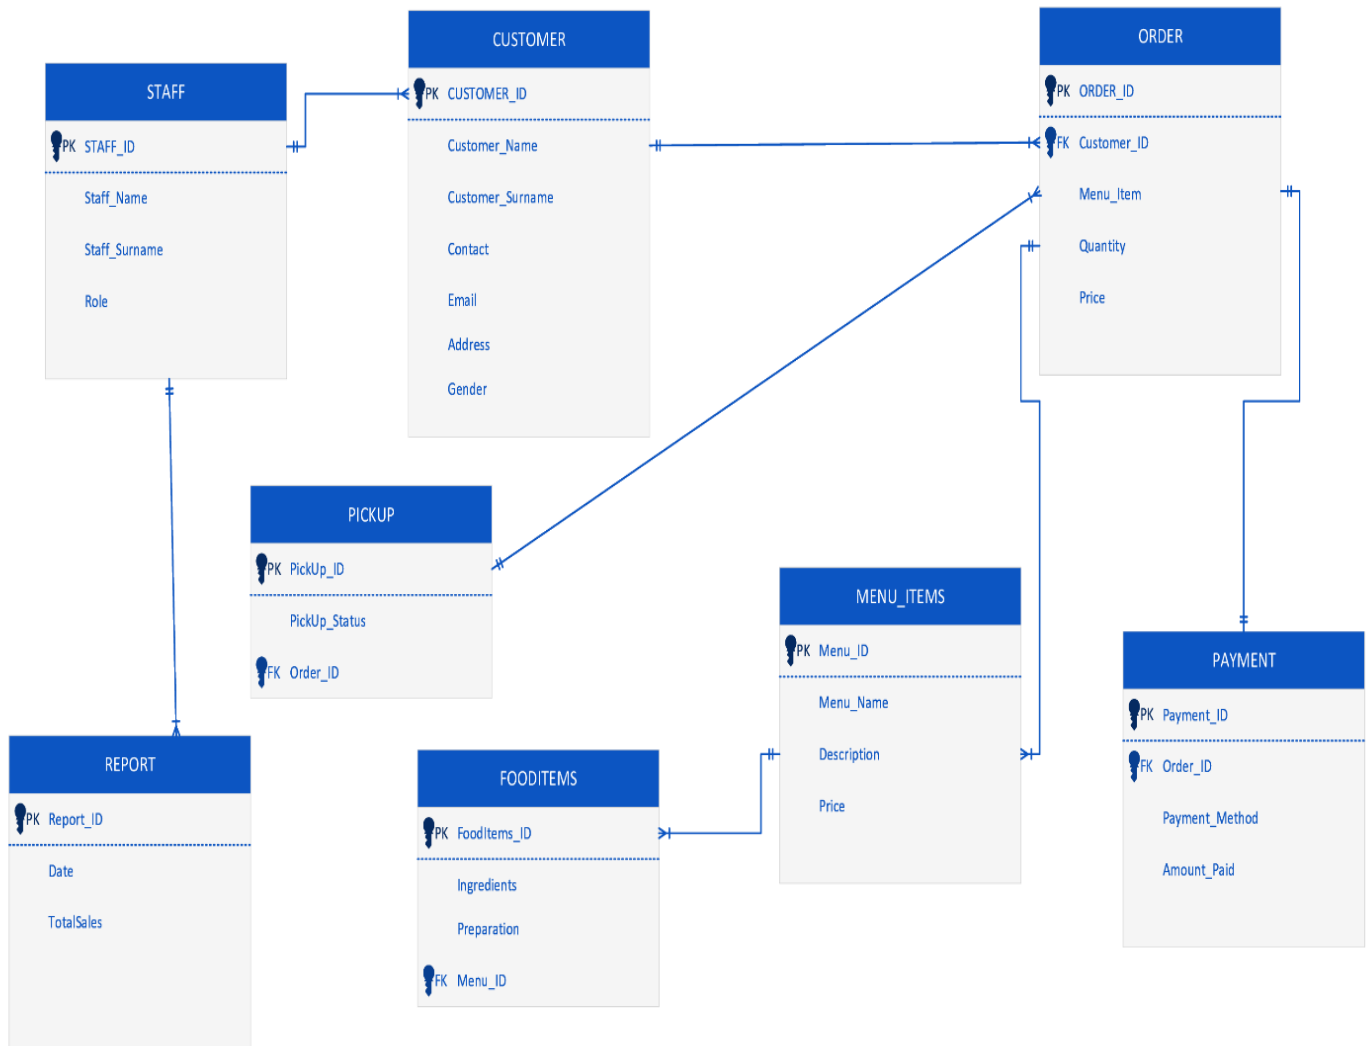 STAFF
PK STAFF_ID
Staff_Name
Staff_Surname
Role
CUSTOMER
PK CUSTOMER_ID
Customer_Name
Customer_Surname
Contact
Email
Address
Gender
ORDER
PK ORDER_ID
FK Customer_ID
Menu_Item
Quantity
Price
PICKUP
PK PickUp_ID
PickUp_Status
FK Order_ID
MENU_ITEMS
PK Menu_ID
Menu_Name
Description
Price
PAYMENT
PK Payment_ID
FK Order_ID
Payment_Method
Amount_Paid
REPORT
PK Report_ID
Date
TotalSales
FOODITEMS
PK FoodItems_ID
Ingredients
Preparation
FK Menu_ID